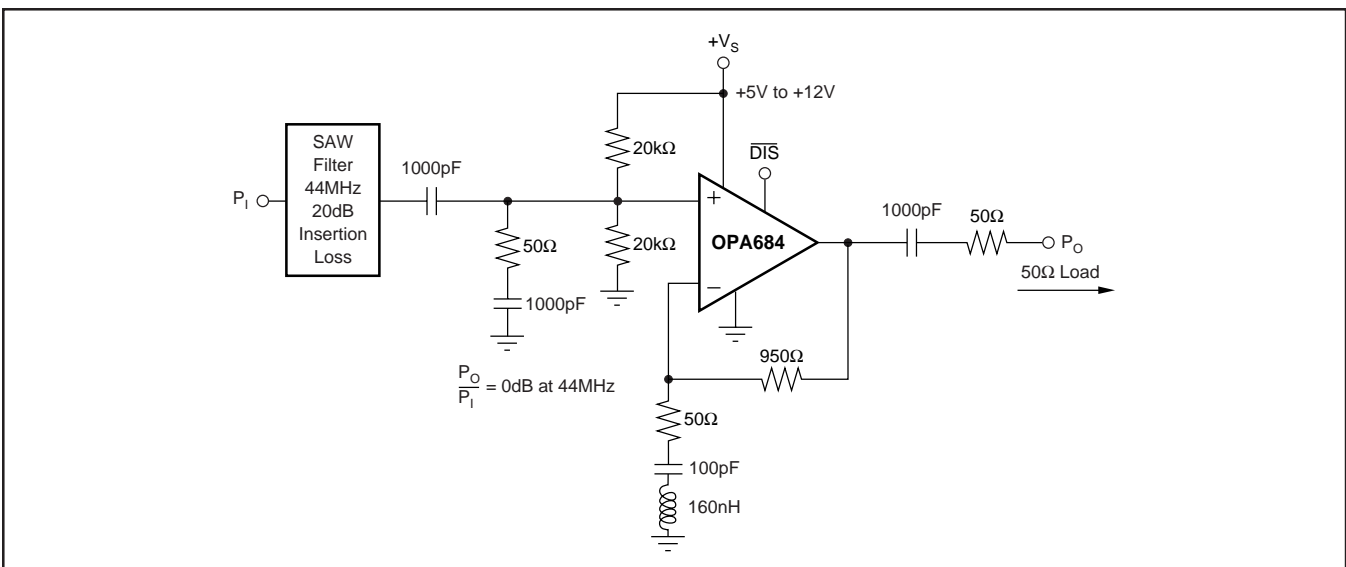 +V_S
+5V to +12V
SAW
Filter
44MHz
20dB
Insertion
Loss
P_I
1000pF
20kΩ
DIS
50Ω
20kΩ
1000pF
+
−
OPA684
1000pF
50Ω
P_O
50Ω Load
950Ω
P_O
P_I
= 0dB at 44MHz
50Ω
100pF
160nH